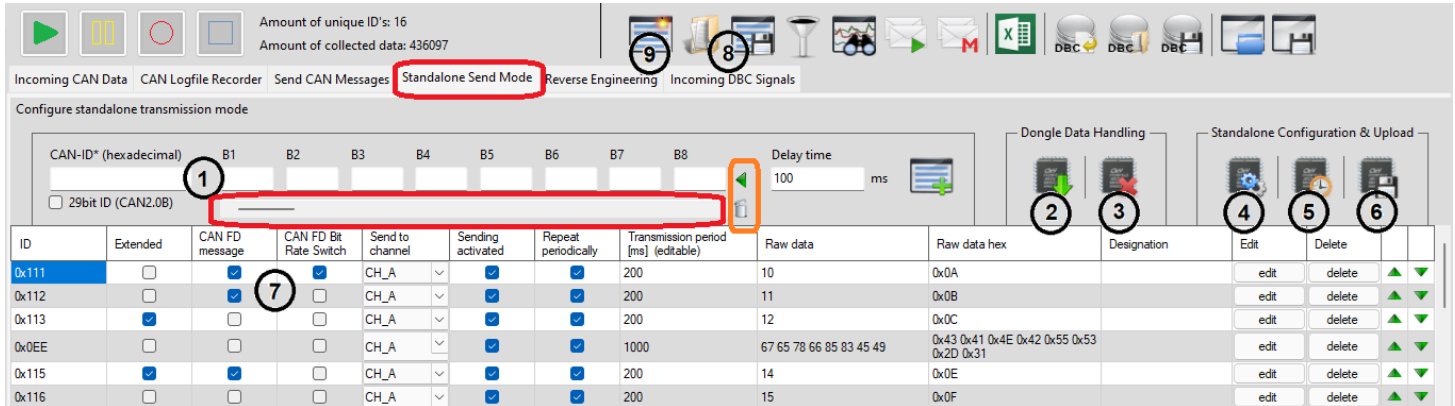 Amount of unique ID's: 16
Amount of collected data: 436097
9
8
M
X
DBC
DBC
DBC
Incoming CAN Data CAN Logfile Recorder Send CAN Messages Standalone Send Mode Reverse Engineering Incoming DBC Signals
Configure standalone transmission mode
Dongle Data Handling Standalone Configuration & Upload
CAN-ID* (hexadecimal) B1 B2 B3 B4 B5 B6 B7 B8 Delay time
1
100 ms
29bit ID (CAN2.0B)
2 3 4 5 6
ID Extended CAN FD message CAN FD Bit Rate Switch Send to channel Sending activated Repeat periodically Transmission period [ms] (editable) Raw data Raw data hex Designation Edit Delete
0x111 CH_A 200 10 0x0A edit delete
7
0x112 CH_A 200 11 0x0B edit delete
0x113 CH_A 200 12 0x0C edit delete
0x0EE CH_A 1000 67 65 78 66 85 83 45 49 0x43 0x41 0x4E 0x42 0x55 0x53 0x2D 0x31 edit delete
0x115 CH_A 200 14 0x0E edit delete
0x116 CH_A 200 15 0x0F edit delete